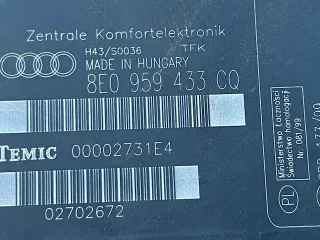 Zentrale Komfortelektronik
H43/S0036 TFK
MADE IN HUNGARY
8E0 959 433 CQ
TEMIC 00002731E4
02702672
Ministerstwo Łączności
Świadectwo homologacji
Nr. 081/99
PL